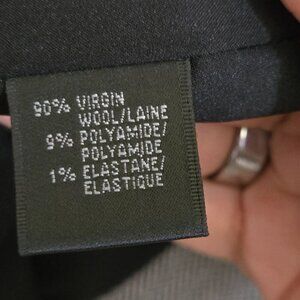 90% VIRGIN
WOOL/LAINE
9% POLYAMIDE/
POLYAMIDE
1% ELASTANE/
ELASTIQUE